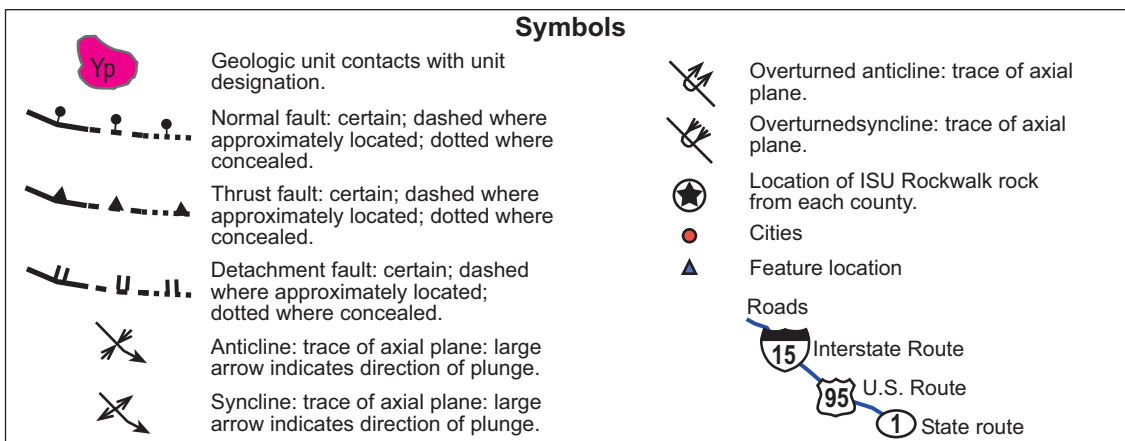 Symbols
Yp
Geologic unit contacts with unit
designation.
Normal fault: certain; dashed where
approximately located; dotted where
concealed.
Thrust fault: certain; dashed where
approximately located; dotted where
concealed.
Detachment fault: certain; dashed
where approximately located;
dotted where concealed.
Anticline: trace of axial plane: large
arrow indicates direction of plunge.
Syncline: trace of axial plane: large
arrow indicates direction of plunge.
Overturned anticline: trace of axial
plane.
Overturnedsyncline: trace of axial
plane.
Location of ISU Rockwalk rock
from each county.
Cities
Feature location
Roads
15 Interstate Route
95 U.S. Route
1 State route